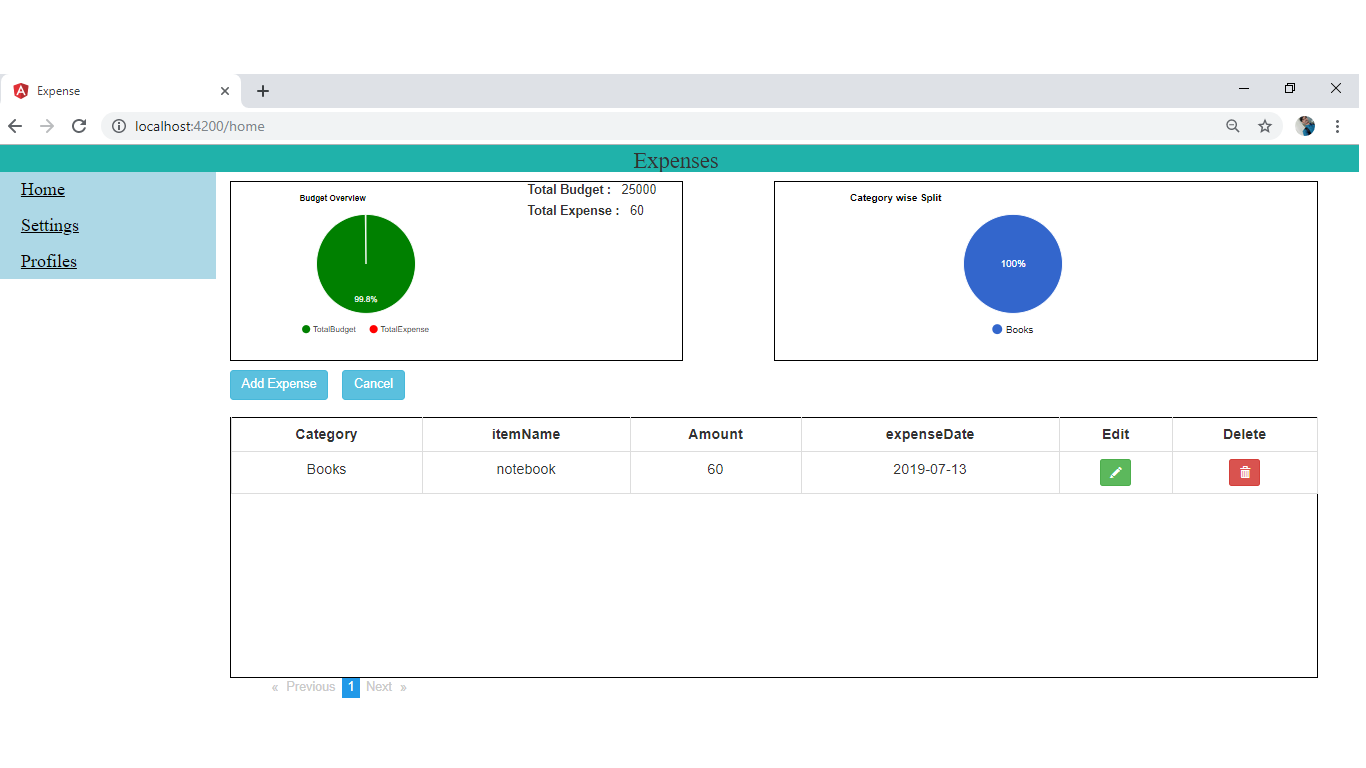 Expense
localhost:4200/home
Expenses
Home
Settings
Profiles
Budget Overview
99.8%
TotalBudget TotalExpense
Total Budget : 25000
Total Expense : 60
Category wise Split
100%
Books
Add Expense Cancel
Category itemName Amount expenseDate Edit Delete
Books notebook 60 2019-07-13
« Previous 1 Next »